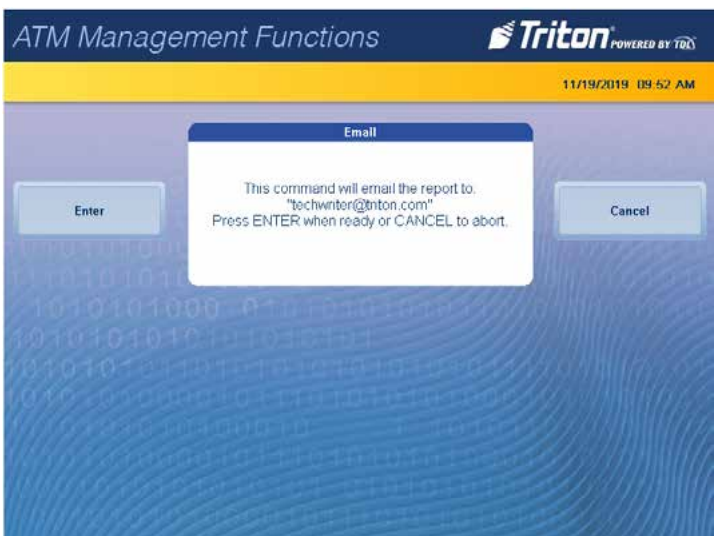 ATM Management Functions
Triton POWERED BY TDL
11/19/2019 09:52 AM
Email
This command will email the report to:
"techwriter@triton.com"
Press ENTER when ready or CANCEL to abort.
Enter
Cancel